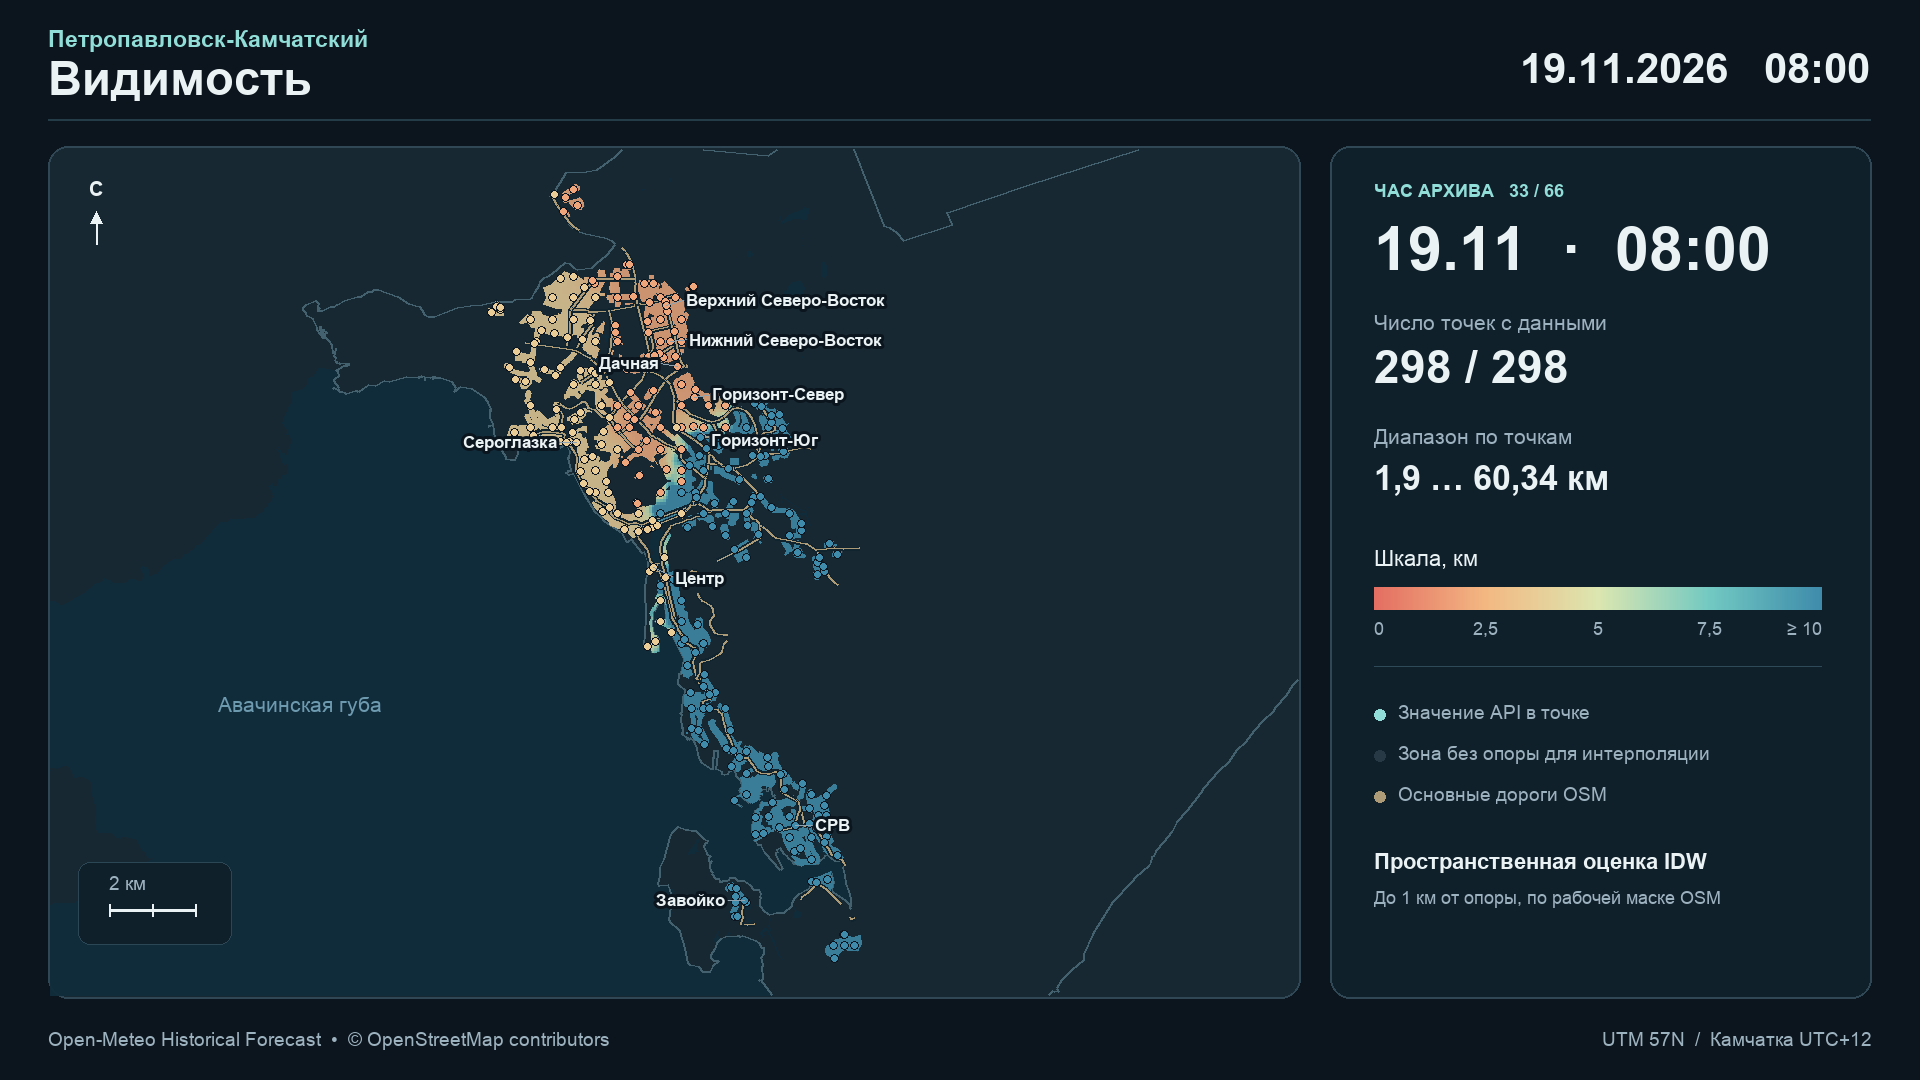 Петропавловск-Камчатский
Видимость
19.11.2026 08:00
С
Верхний Северо-Восток
Нижний Северо-Восток
Дачная
Горизонт-Север
Горизонт-Юг
Сероглазка
Центр
Авачинская губа
СРВ
Завойко
2 км
ЧАС АРХИВА 33 / 66
19.11 · 08:00
Число точек с данными
298 / 298
Диапазон по точкам
1,9 … 60,34 км
Шкала, км
0 2,5 5 7,5 ≥ 10
Значение API в точке
Зона без опоры для интерполяции
Основные дороги OSM
Пространственная оценка IDW
До 1 км от опоры, по рабочей маске OSM
Open-Meteo Historical Forecast • © OpenStreetMap contributors
UTM 57N / Камчатка UTC+12